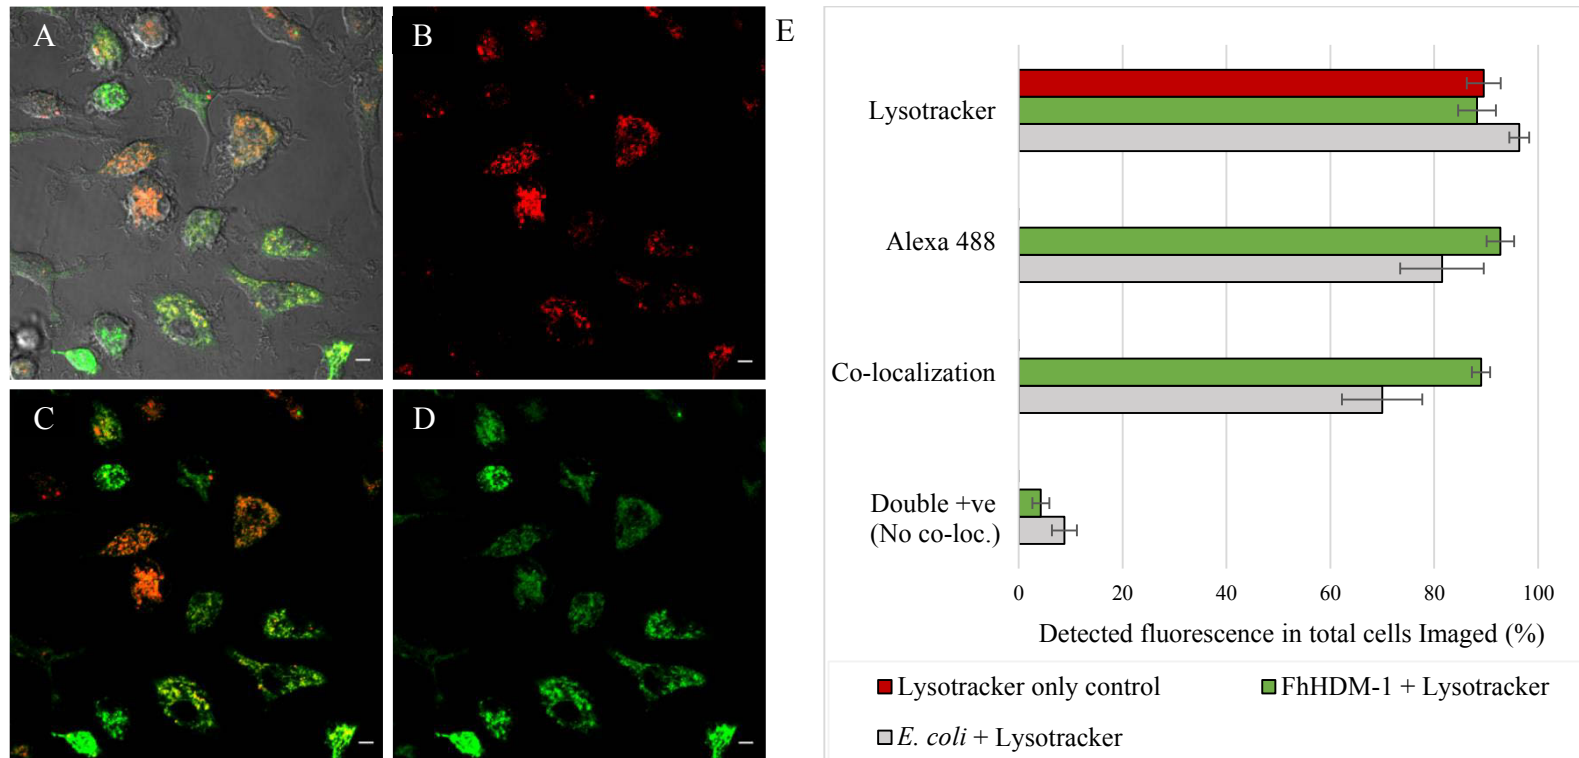 A
B
C
D
E
Lysotracker
Alexa 488
Co-localization
Double +ve
(No co-loc.)
0 20 40 60 80 100
Detected fluorescence in total cells Imaged (%)
Lysotracker only control
FhHDM-1 + Lysotracker
E. coli + Lysotracker